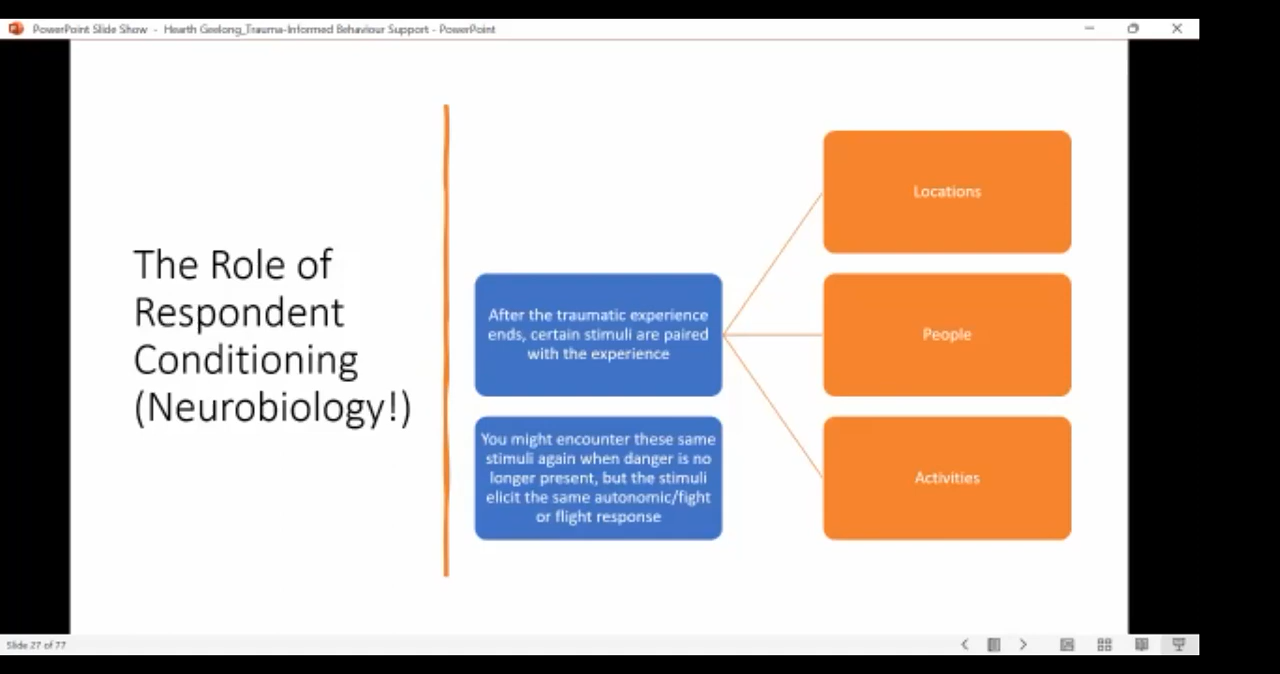 PowerPoint Slide Show - Hearth Geelong_Trauma-Informed Behaviour Support - PowerPoint
The Role of
Respondent
Conditioning
(Neurobiology!)
After the traumatic experience
ends, certain stimuli are paired
with the experience
You might encounter these same
stimuli again when danger is no
longer present, but the stimuli
elicit the same autonomic/fight
or flight response
Locations
People
Activities
Slide 27 of 77